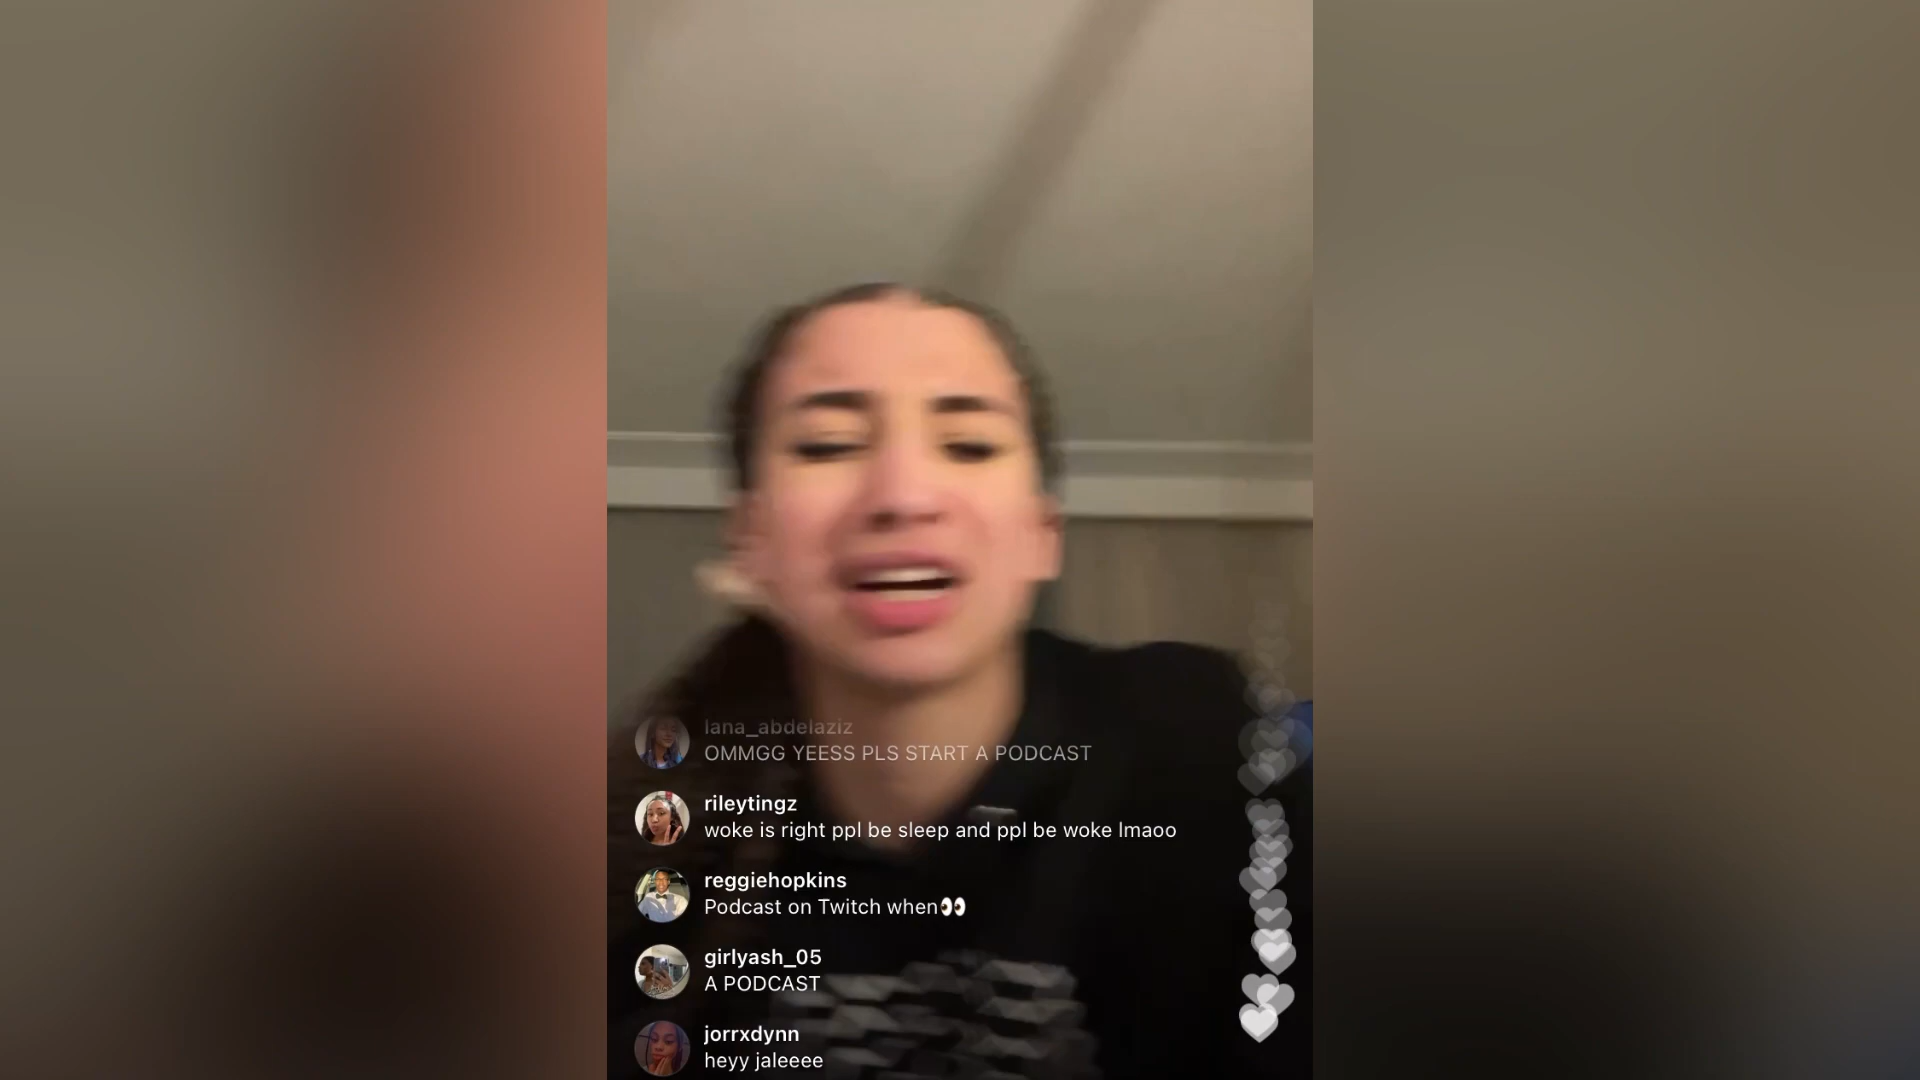 lana_abdelaziz
OMMGG YEESS PLS START A PODCAST
rileytingz
woke is right ppl be sleep and ppl be woke lmaoo
reggiehopkins
Podcast on Twitch when👀
girlyash_05
A PODCAST
jorrxdynn
heyy jaleeee